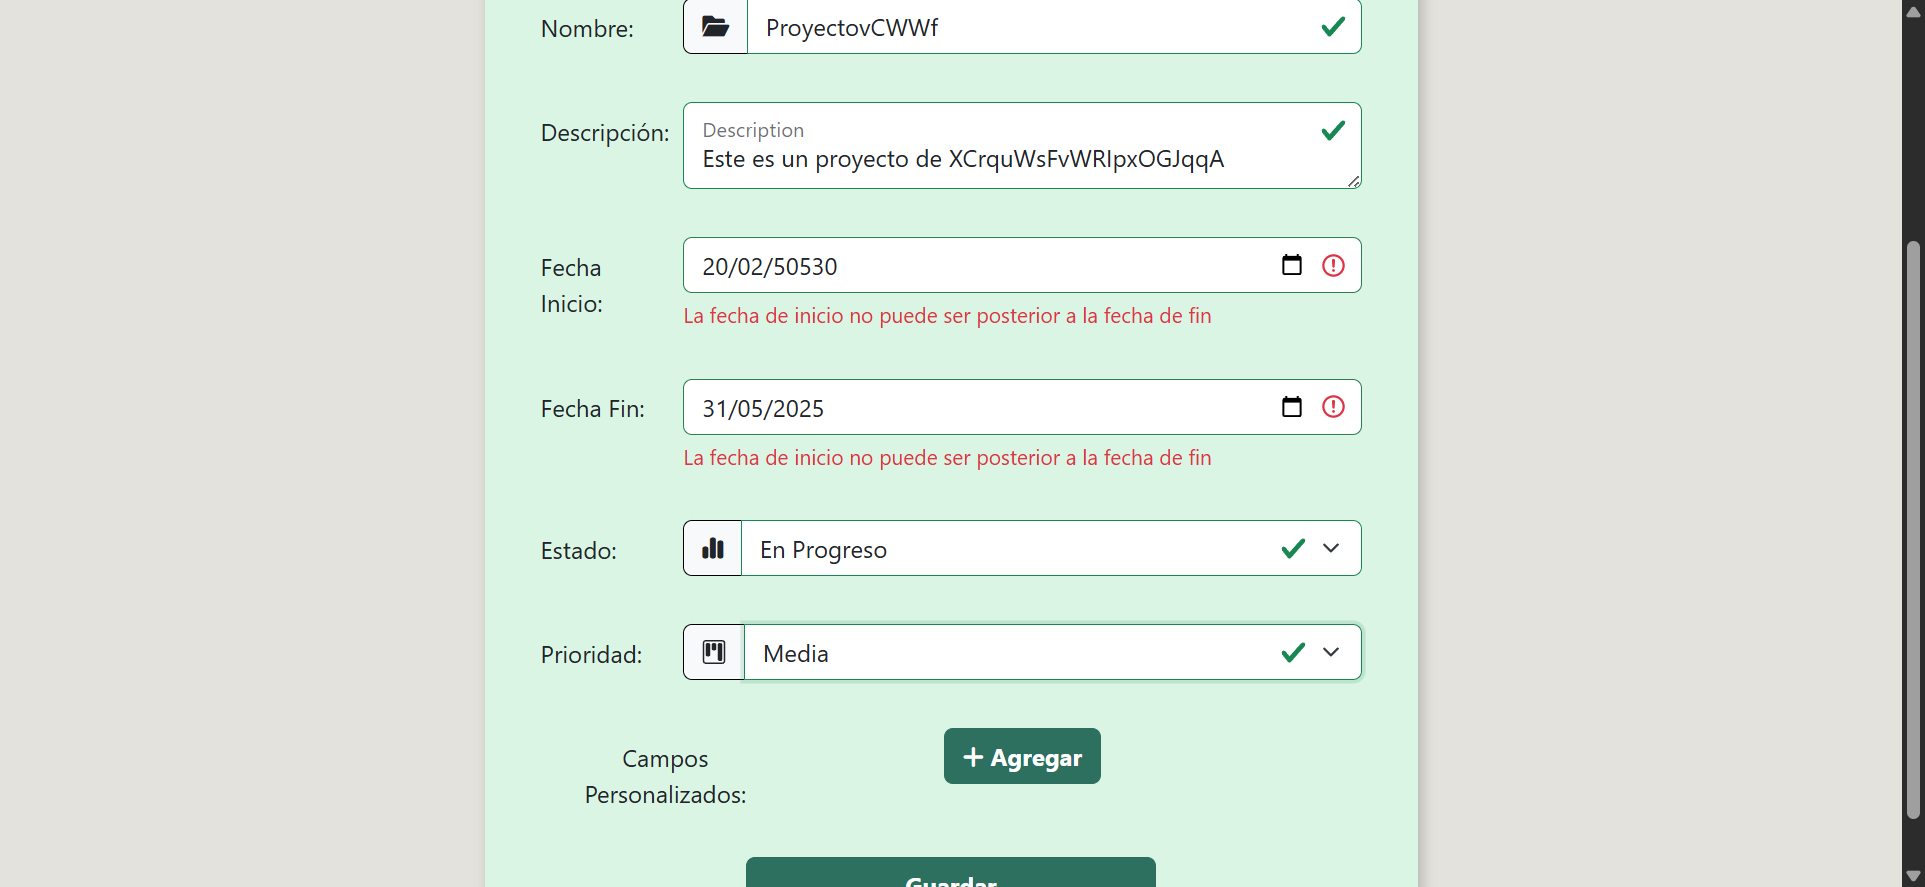 Nombre:
ProyectovCWWf
Descripción:
Description
Este es un proyecto de XCrquWsFvWRIpxOGJqqA
Fecha
Inicio:
20/02/50530
La fecha de inicio no puede ser posterior a la fecha de fin
Fecha Fin:
31/05/2025
La fecha de inicio no puede ser posterior a la fecha de fin
Estado:
En Progreso
Prioridad:
Media
Campos
Personalizados:
Agregar
Guardar